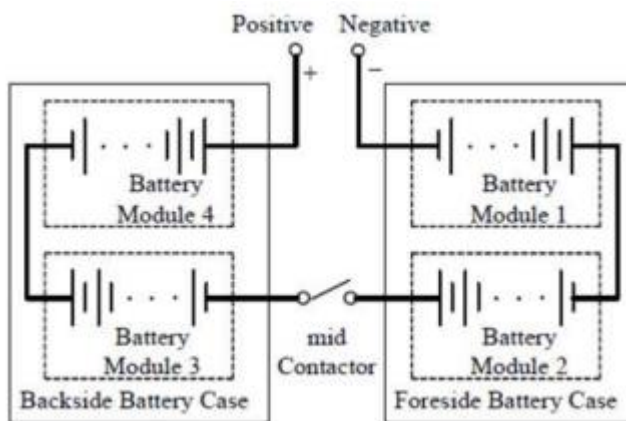 Positive Negative
+ −
Battery
Module 4
Battery
Module 1
Battery
Module 3
mid
Contactor
Battery
Module 2
Backside Battery Case
Foreside Battery Case